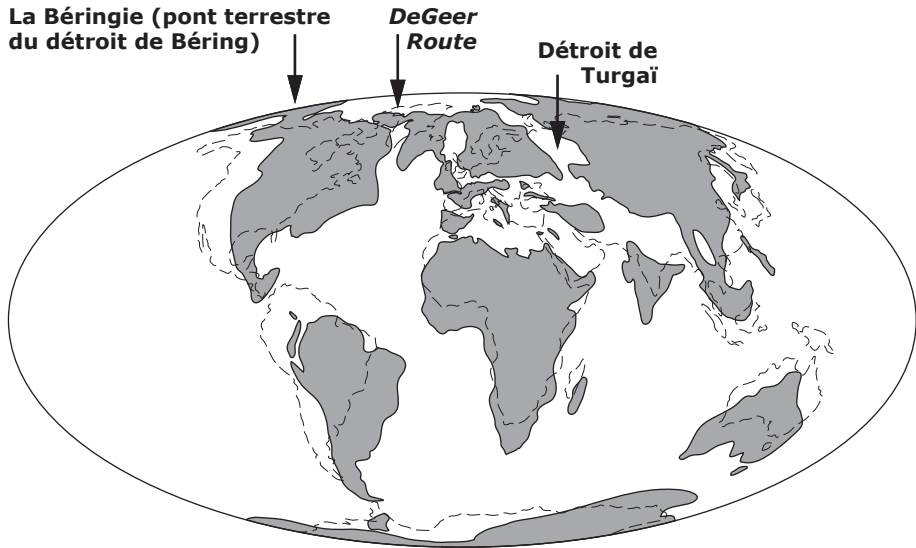 La Béringie (pont terrestre
du détroit de Béring)
DeGeer
Route
Détroit de
Turgaï